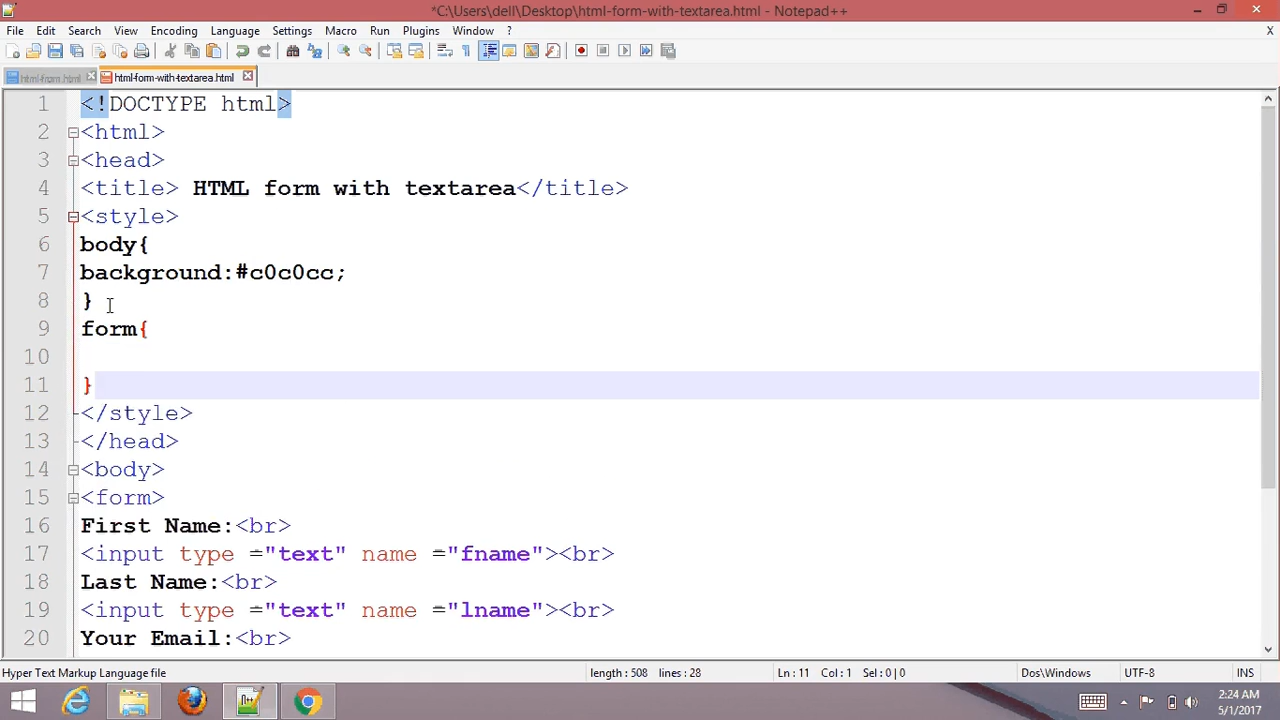 *C:\Users\dell\Desktop\html-form-with-textarea.html - Notepad++
File Edit Search View Encoding Language Settings Macro Run Plugins Window ? X
html-from.html html-form-with-textarea.html
1 <!DOCTYPE html>
2 <html>
3 <head>
4 <title> HTML form with textarea</title>
5 <style>
6 body{
7 background:#c0c0cc;
8 }
9 form{
10
11 }
12 </style>
13 </head>
14 <body>
15 <form>
16 First Name:<br>
17 <input type ="text" name ="fname"><br>
18 Last Name:<br>
19 <input type ="text" name ="lname"><br>
20 Your Email:<br>
Hyper Text Markup Language file length : 508 lines : 28 Ln : 11 Col : 1 Sel : 0 | 0 Dos\Windows UTF-8 INS
2:24 AM
5/1/2017